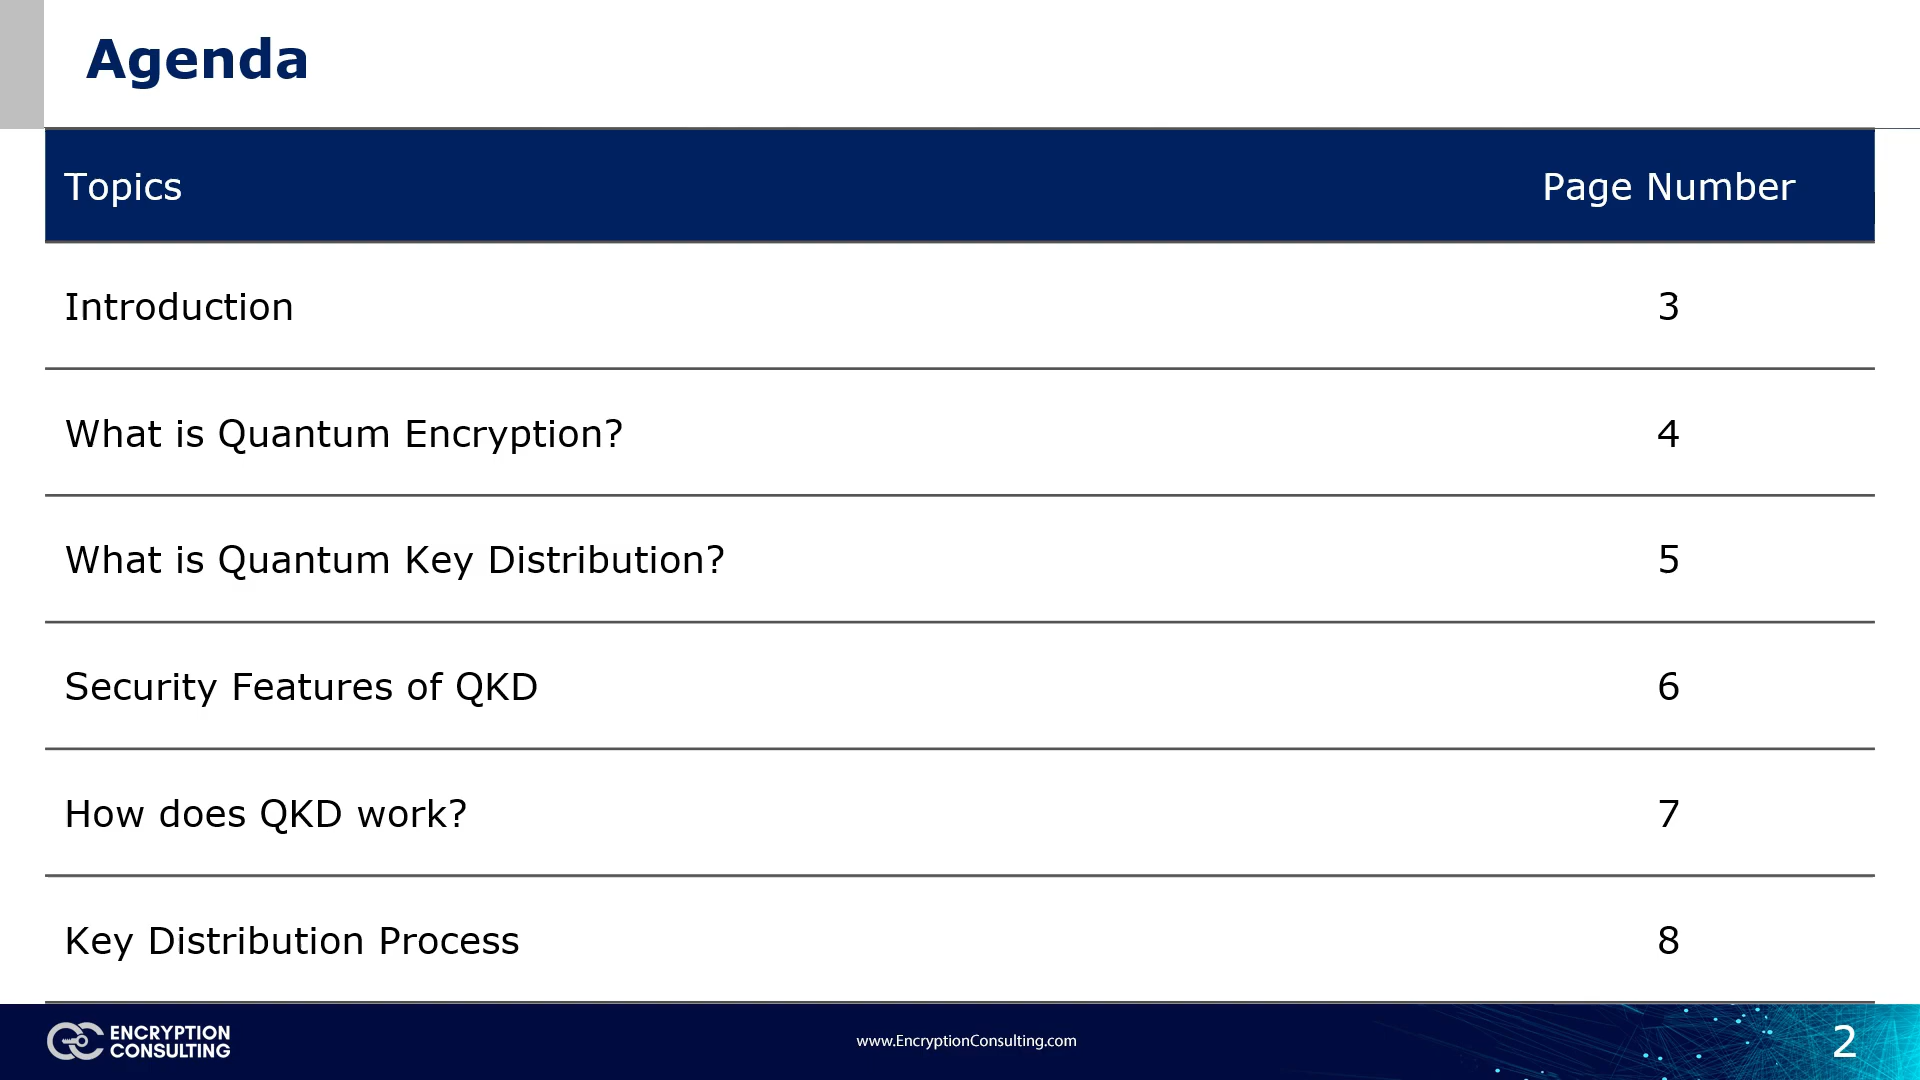 Agenda
Topics Page Number
Introduction 3
What is Quantum Encryption? 4
What is Quantum Key Distribution? 5
Security Features of QKD 6
How does QKD work? 7
Key Distribution Process 8
ENCRYPTION
CONSULTING
www.EncryptionConsulting.com
2